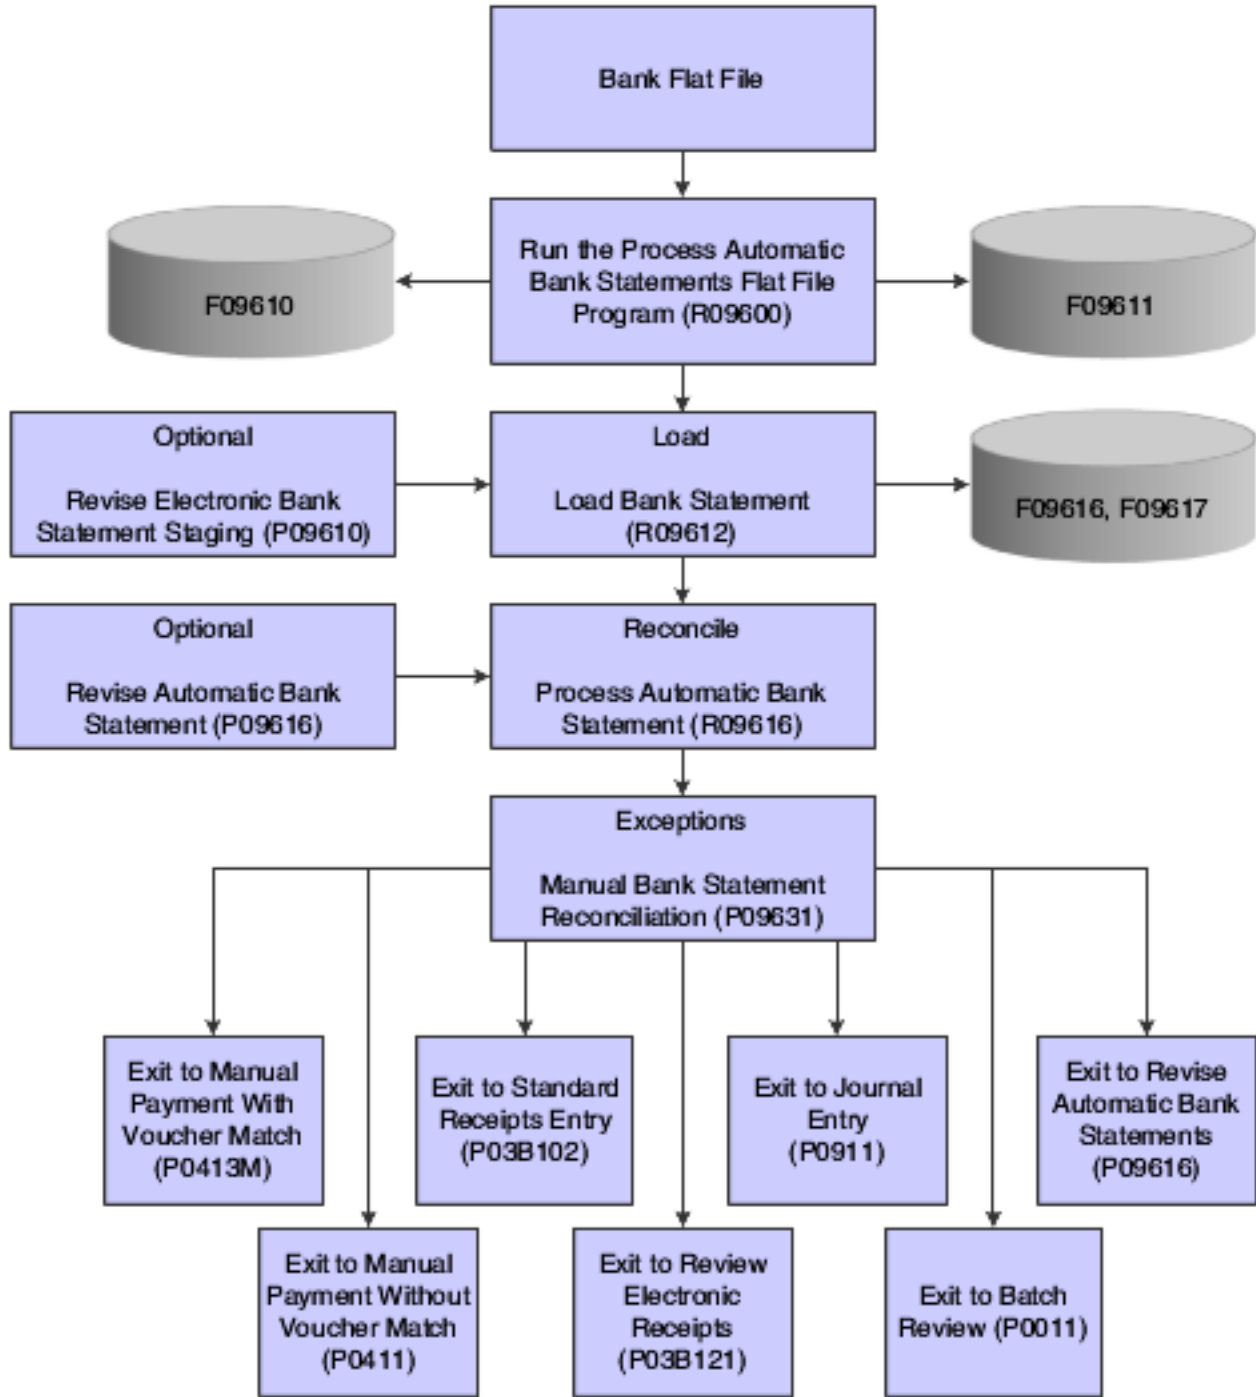 Bank Flat File
Run the Process Automatic
Bank Statements Flat File
Program (R09600)
F09610
F09611
Optional
Revise Electronic Bank
Statement Staging (P09610)
Load
Load Bank Statement
(R09612)
F09616, F09617
Optional
Revise Automatic Bank
Statement (P09616)
Reconcile
Process Automatic Bank
Statement (R09616)
Exceptions
Manual Bank Statement
Reconciliation (P09631)
Exit to Manual
Payment With
Voucher Match
(P0413M)
Exit to Standard
Receipts Entry
(P03B102)
Exit to Journal
Entry
(P0911)
Exit to Revise
Automatic Bank
Statements
(P09616)
Exit to Manual
Payment Without
Voucher Match
(P0411)
Exit to Review
Electronic
Receipts
(P03B121)
Exit to Batch
Review (P0011)